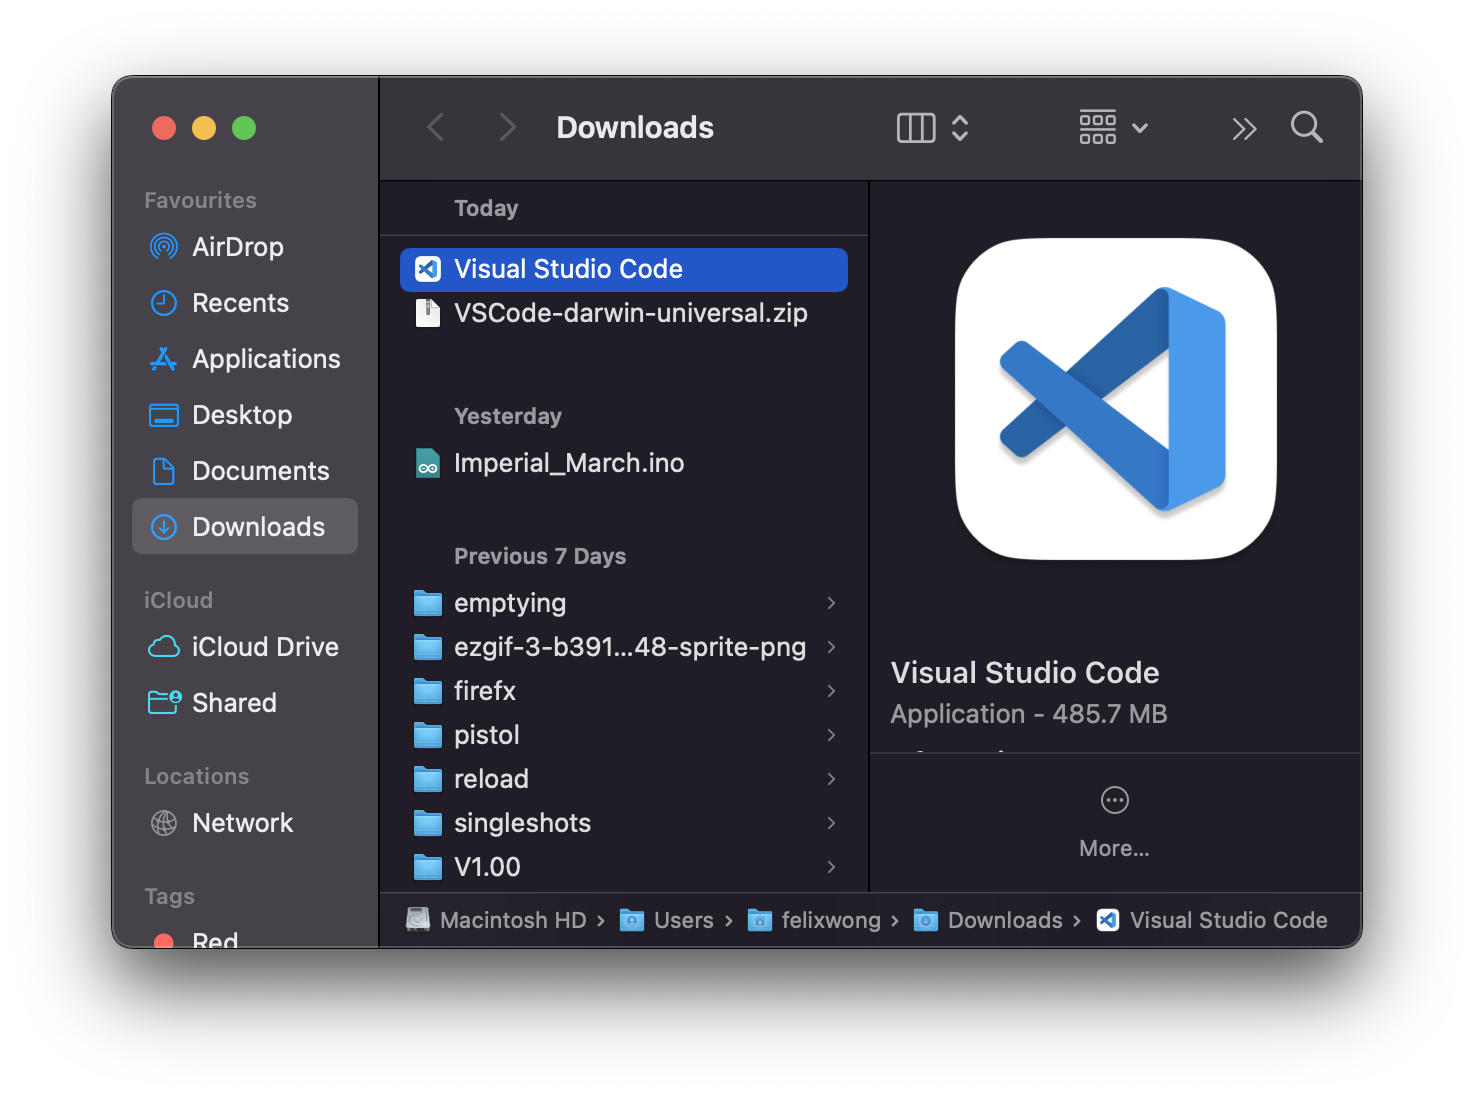 Downloads
Favourites
AirDrop
Recents
Applications
Desktop
Documents
Downloads
iCloud
iCloud Drive
Shared
Locations
Network
Tags
Red
Today
Visual Studio Code
VSCode-darwin-universal.zip
Yesterday
Imperial_March.ino
Previous 7 Days
emptying
ezgif-3-b391...48-sprite-png
firefx
pistol
reload
singleshots
V1.00
Visual Studio Code
Application - 485.7 MB
More...
Macintosh HD › Users › felixwong › Downloads › Visual Studio Code